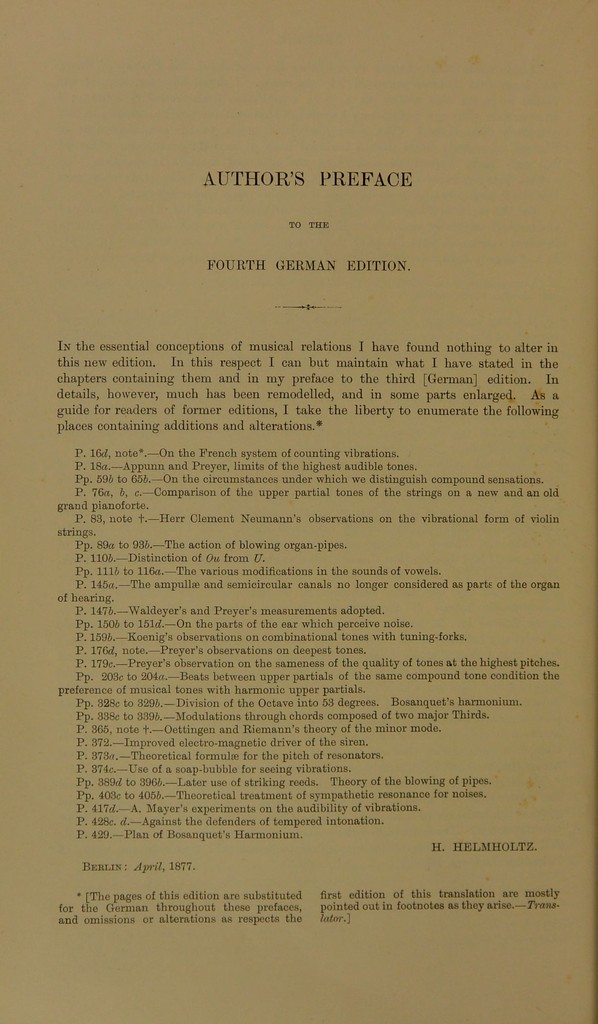 AUTHOR'S PREFACE
TO THE
FOURTH GERMAN EDITION.
In the essential conceptions of musical relations I have found nothing to alter in
this new edition. In this respect I can but maintain what I have stated in the
chapters containing them and in my preface to the third [German] edition. In
details, however, much has been remodelled, and in some parts enlarged. As a
guide for readers of former editions, I take the liberty to enumerate the following
places containing additions and alterations.*
P. 16d, note*.—On the French system of counting vibrations.
P. 18a.—Appunn and Preyer, limits of the highest audible tones.
Pp. 59b to 65b.—On the circumstances under which we distinguish compound sensations.
P. 76a, b, c.—Comparison of the upper partial tones of the strings on a new and an old
grand pianoforte.
P. 83, note †.—Herr Clement Neumann's observations on the vibrational form of violin
strings.
Pp. 89a to 93b.—The action of blowing organ-pipes.
P. 110b.—Distinction of Ou from U.
Pp. 111b to 116a.—The various modifications in the sounds of vowels.
P. 145a.—The ampullæ and semicircular canals no longer considered as parts of the organ
of hearing.
P. 147b.—Waldeyer's and Preyer's measurements adopted.
Pp. 150b to 151d.—On the parts of the ear which perceive noise.
P. 159b.—Koenig's observations on combinational tones with tuning-forks.
P. 176d, note.—Preyer's observations on deepest tones.
P. 179c.—Preyer's observation on the sameness of the quality of tones at the highest pitches.
Pp. 203c to 204a.—Beats between upper partials of the same compound tone condition the
preference of musical tones with harmonic upper partials.
Pp. 328c to 329b.—Division of the Octave into 53 degrees. Bosanquet's harmonium.
Pp. 338c to 339b.—Modulations through chords composed of two major Thirds.
P. 365, note †.—Oettingen and Riemann's theory of the minor mode.
P. 372.—Improved electro-magnetic driver of the siren.
P. 373a.—Theoretical formulæ for the pitch of resonators.
P. 374c.—Use of a soap-bubble for seeing vibrations.
Pp. 389d to 396b.—Later use of striking reeds. Theory of the blowing of pipes.
Pp. 403c to 405b.—Theoretical treatment of sympathetic resonance for noises.
P. 417d.—A. Mayer's experiments on the audibility of vibrations.
P. 428c. d.—Against the defenders of tempered intonation.
P. 429.—Plan of Bosanquet's Harmonium.
H. HELMHOLTZ.
Berlin: April, 1877.
* [The pages of this edition are substituted
for the German throughout these prefaces,
and omissions or alterations as respects the
first edition of this translation are mostly
pointed out in footnotes as they arise.—Trans-
lator.]